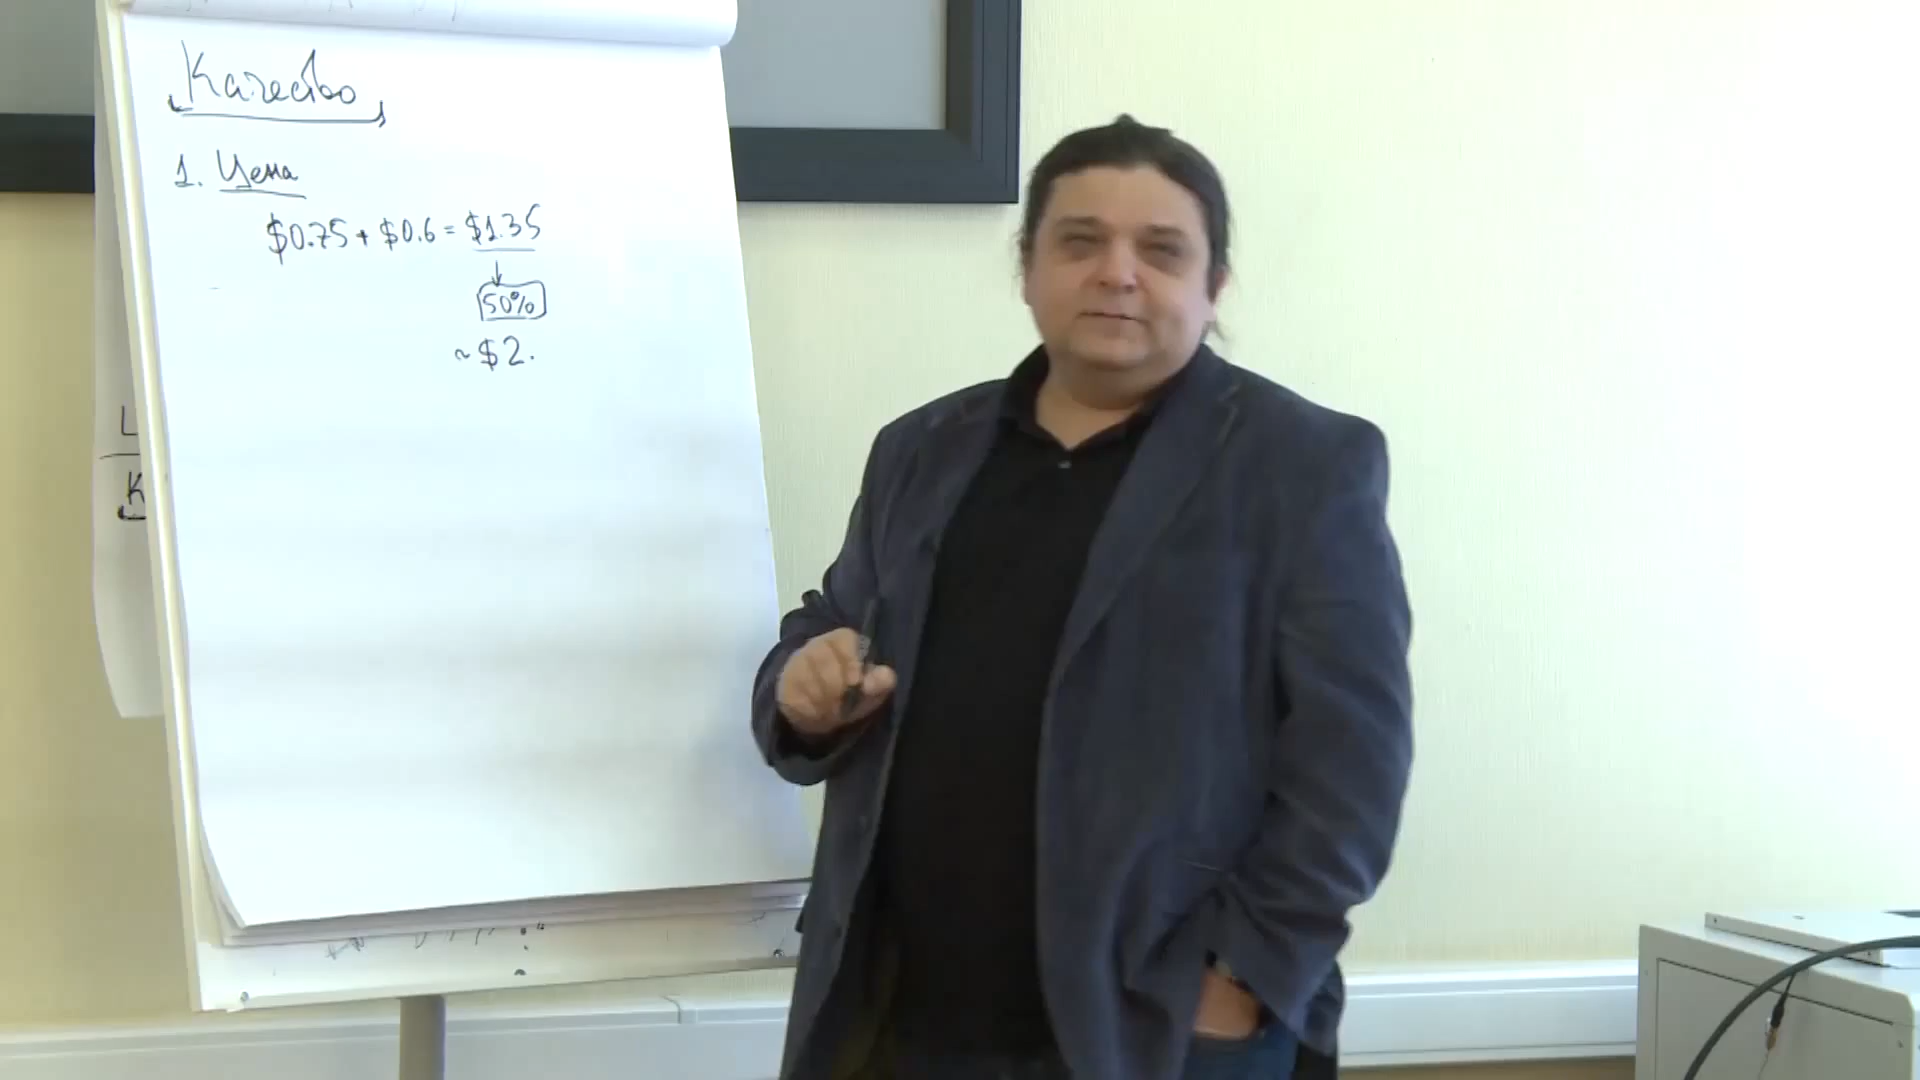 Качество
1. Цена
$0.75 + $0.6 = $1.35
50%
~ $2.
К